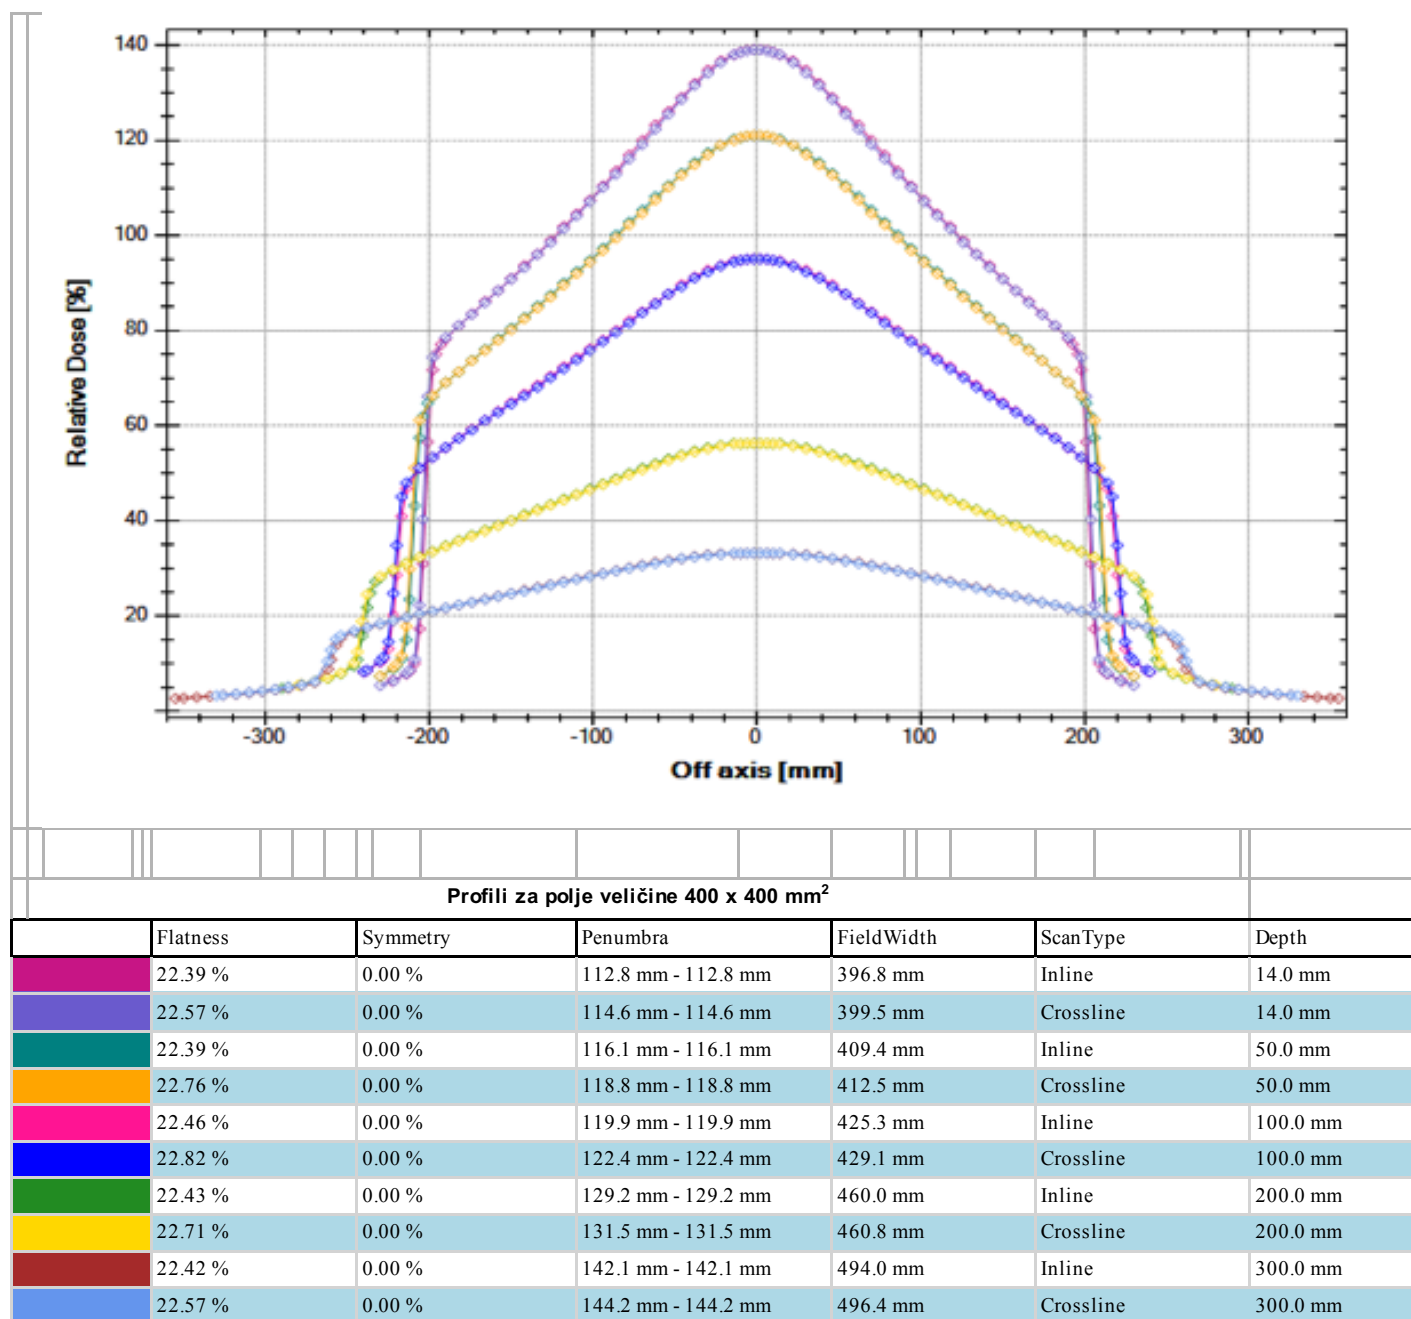 140
120
100
80
60
40
20
Relative Dose [%]
-300 -200 -100 0 100 200 300
Off axis [mm]
Profili za polje veličine 400 x 400 mm²
Flatness Symmetry Penumbra FieldWidth ScanType Depth
22.39 % 0.00 % 112.8 mm - 112.8 mm 396.8 mm Inline 14.0 mm
22.57 % 0.00 % 114.6 mm - 114.6 mm 399.5 mm Crossline 14.0 mm
22.39 % 0.00 % 116.1 mm - 116.1 mm 409.4 mm Inline 50.0 mm
22.76 % 0.00 % 118.8 mm - 118.8 mm 412.5 mm Crossline 50.0 mm
22.46 % 0.00 % 119.9 mm - 119.9 mm 425.3 mm Inline 100.0 mm
22.82 % 0.00 % 122.4 mm - 122.4 mm 429.1 mm Crossline 100.0 mm
22.43 % 0.00 % 129.2 mm - 129.2 mm 460.0 mm Inline 200.0 mm
22.71 % 0.00 % 131.5 mm - 131.5 mm 460.8 mm Crossline 200.0 mm
22.42 % 0.00 % 142.1 mm - 142.1 mm 494.0 mm Inline 300.0 mm
22.57 % 0.00 % 144.2 mm - 144.2 mm 496.4 mm Crossline 300.0 mm